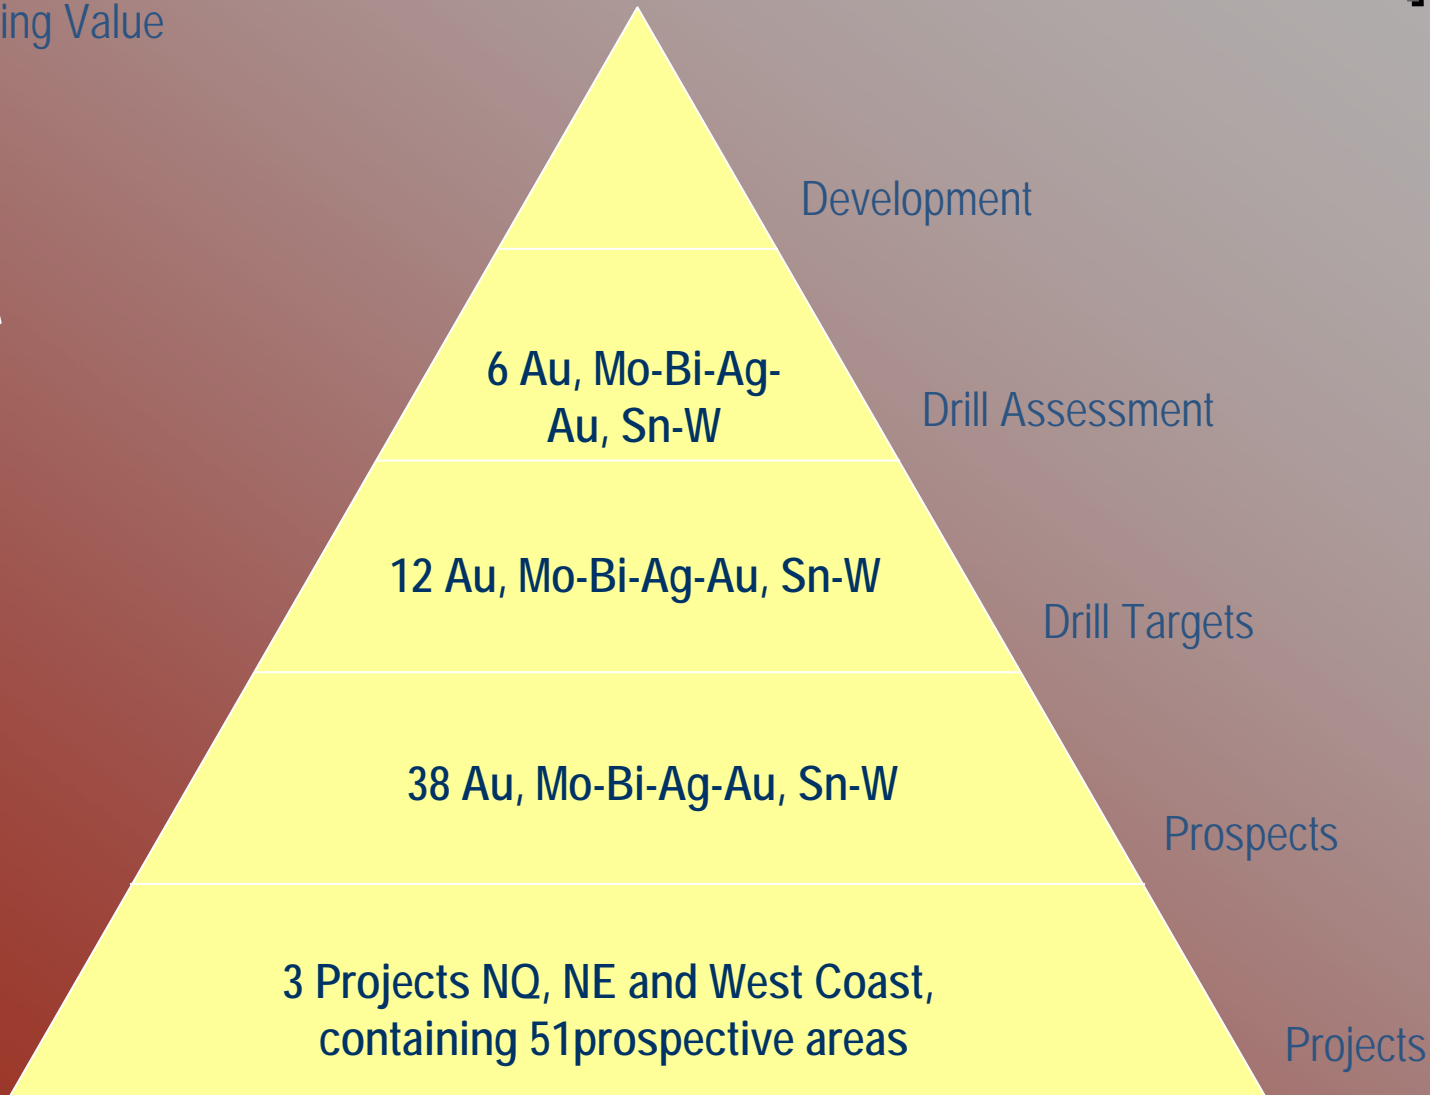 ing Value
Development
6 Au, Mo-Bi-Ag-
Au, Sn-W
Drill Assessment
12 Au, Mo-Bi-Ag-Au, Sn-W
Drill Targets
38 Au, Mo-Bi-Ag-Au, Sn-W
Prospects
3 Projects NQ, NE and West Coast,
containing 51prospective areas
Projects